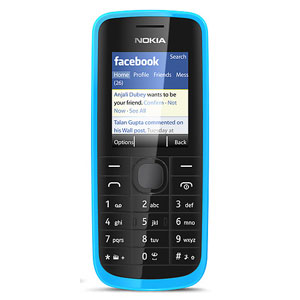 NOKIA
Search
facebook
Home Profile Friends Mess
(26)
Anjali Dubey wants to be
your friend. Confirm · Not
Now · See All
Talan Gupta commented on
his Wall post. Tuesday at
Options Back
1 2 abc 3 def
4 ghi 5 jkl 6 mno
7 pqrs 8 tuv 9 wxyz
* + 0 #